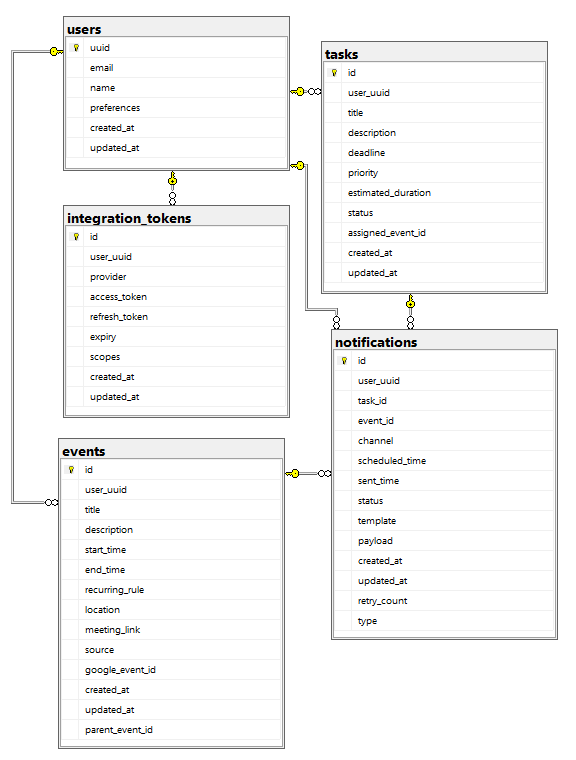 users
uuid
email
name
preferences
created_at
updated_at
tasks
id
user_uuid
title
description
deadline
priority
estimated_duration
status
assigned_event_id
created_at
updated_at
integration_tokens
id
user_uuid
provider
access_token
refresh_token
expiry
scopes
created_at
updated_at
notifications
id
user_uuid
task_id
event_id
channel
scheduled_time
sent_time
status
template
payload
created_at
updated_at
retry_count
type
events
id
user_uuid
title
description
start_time
end_time
recurring_rule
location
meeting_link
source
google_event_id
created_at
updated_at
parent_event_id